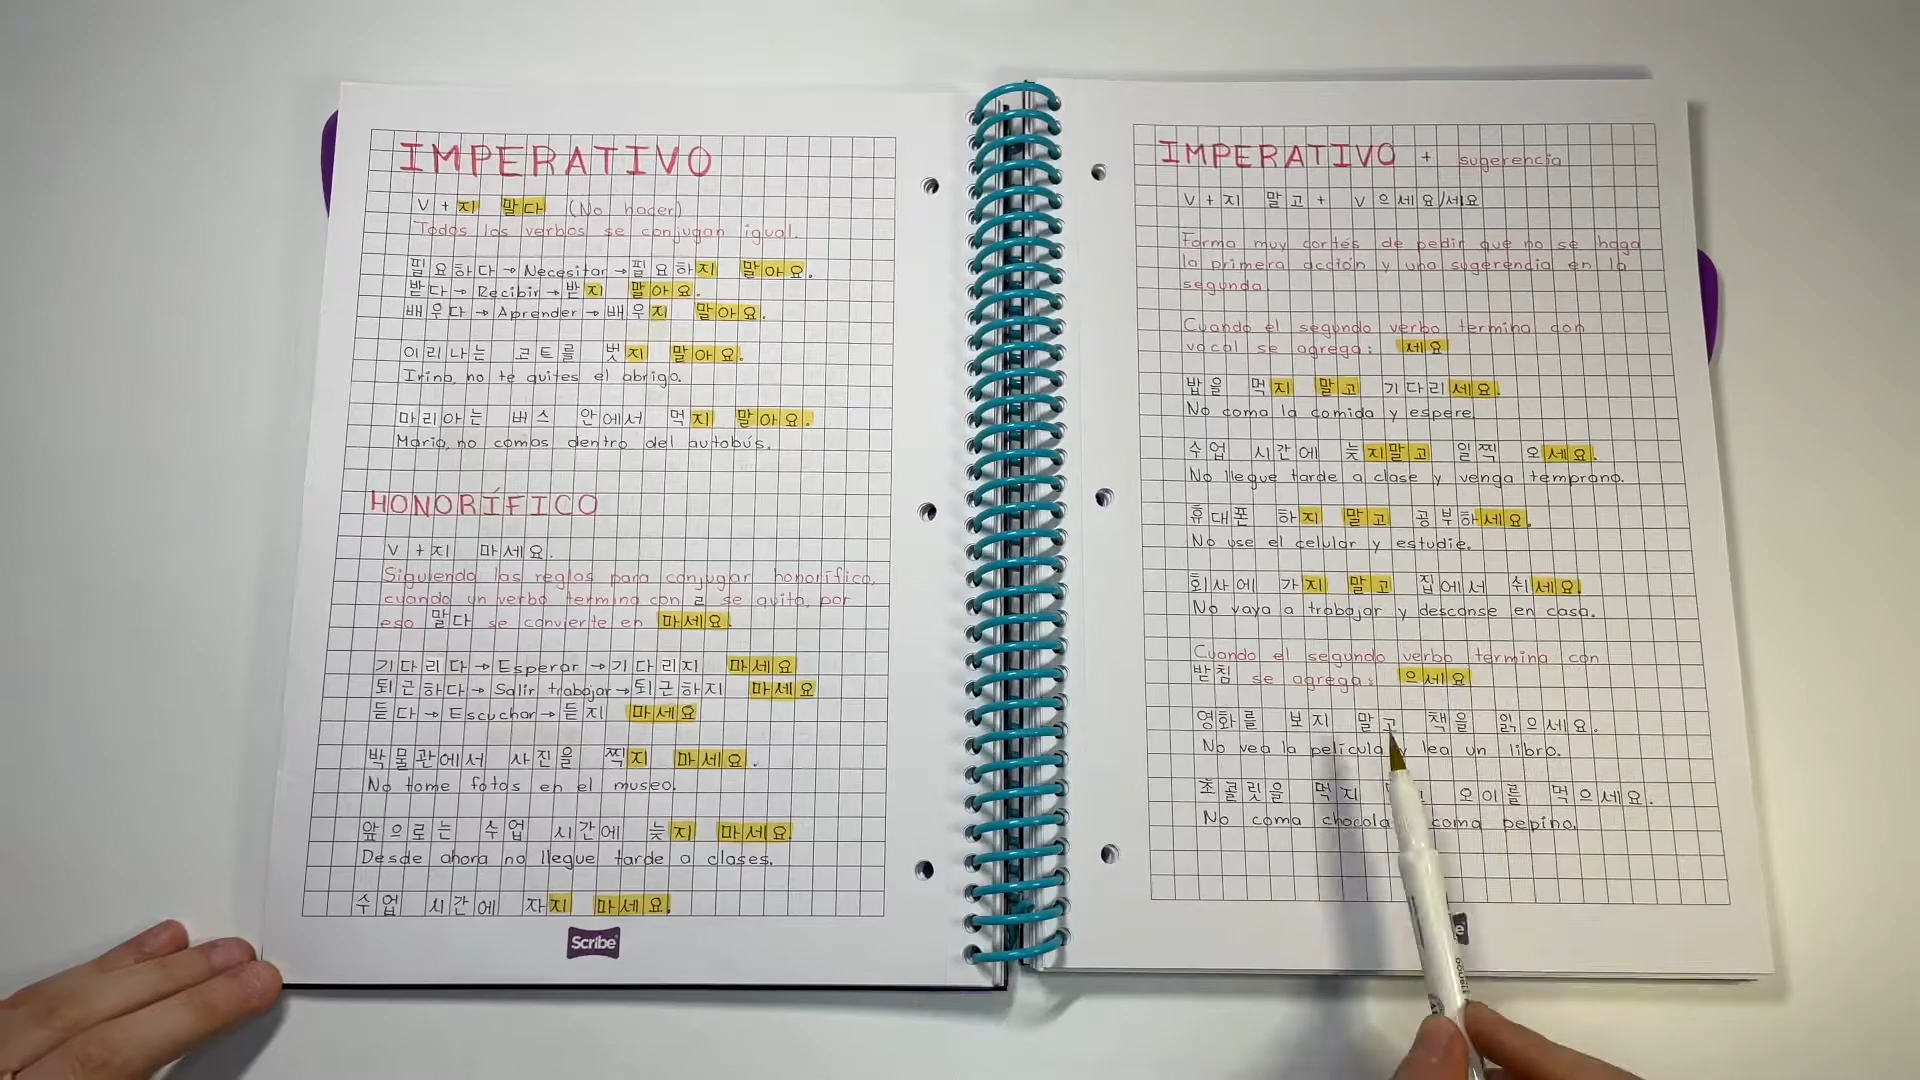 IMPERATIVO
V + 지 말다 (No hacer)
Todos los verbos se conjugan igual.
필요하다 → Necesitar → 필요하지 말아요.
받다 → Recibir → 받지 말아요.
배우다 → Aprender → 배우지 말아요.
이리나는 코트를 벗지 말아요.
Irina, no te quites el abrigo.
마리아는 버스 안에서 먹지 말아요.
Maria, no comas dentro del autobús.
HONORÍFICO
V + 지 마세요.
Siguiendo las reglas para conjugar honorífico,
cuando un verbo termina con ㄹ se quita, por
eso 말다 se convierte en 마세요.
기다리다 → Esperar → 기다리지 마세요
퇴근하다 → Salir trabajar → 퇴근하지 마세요
듣다 → Escuchar → 듣지 마세요
박물관에서 사진을 찍지 마세요.
No tome fotos en el museo.
앞으로는 수업 시간에 늦지 마세요.
Desde ahora no llegue tarde a clases.
수업 시간에 자지 마세요.
Scribe
IMPERATIVO + sugerencia
V + 지 말고 + V 으세요/세요
Forma muy cortés de pedir que no se haga
la primera acción y una sugerencia en la
segunda
Cuando el segundo verbo termina con
vocal se agrega: 세요
밥을 먹지 말고 기다리세요.
No coma la comida y espere.
수업 시간에 늦지말고 일찍 오세요.
No llegue tarde a clase y venga temprano.
휴대폰 하지 말고 공부하세요.
No use el celular y estudie.
회사에 가지 말고 집에서 쉬세요.
No vaya a trabajar y descanse en casa.
Cuando el segundo verbo termina con
받침 se agrega: 으세요
영화를 보지 말고 책을 읽으세요.
No vea la película y lea un libro.
초콜릿을 먹지 오이를 먹으세요.
No coma coma pepino.